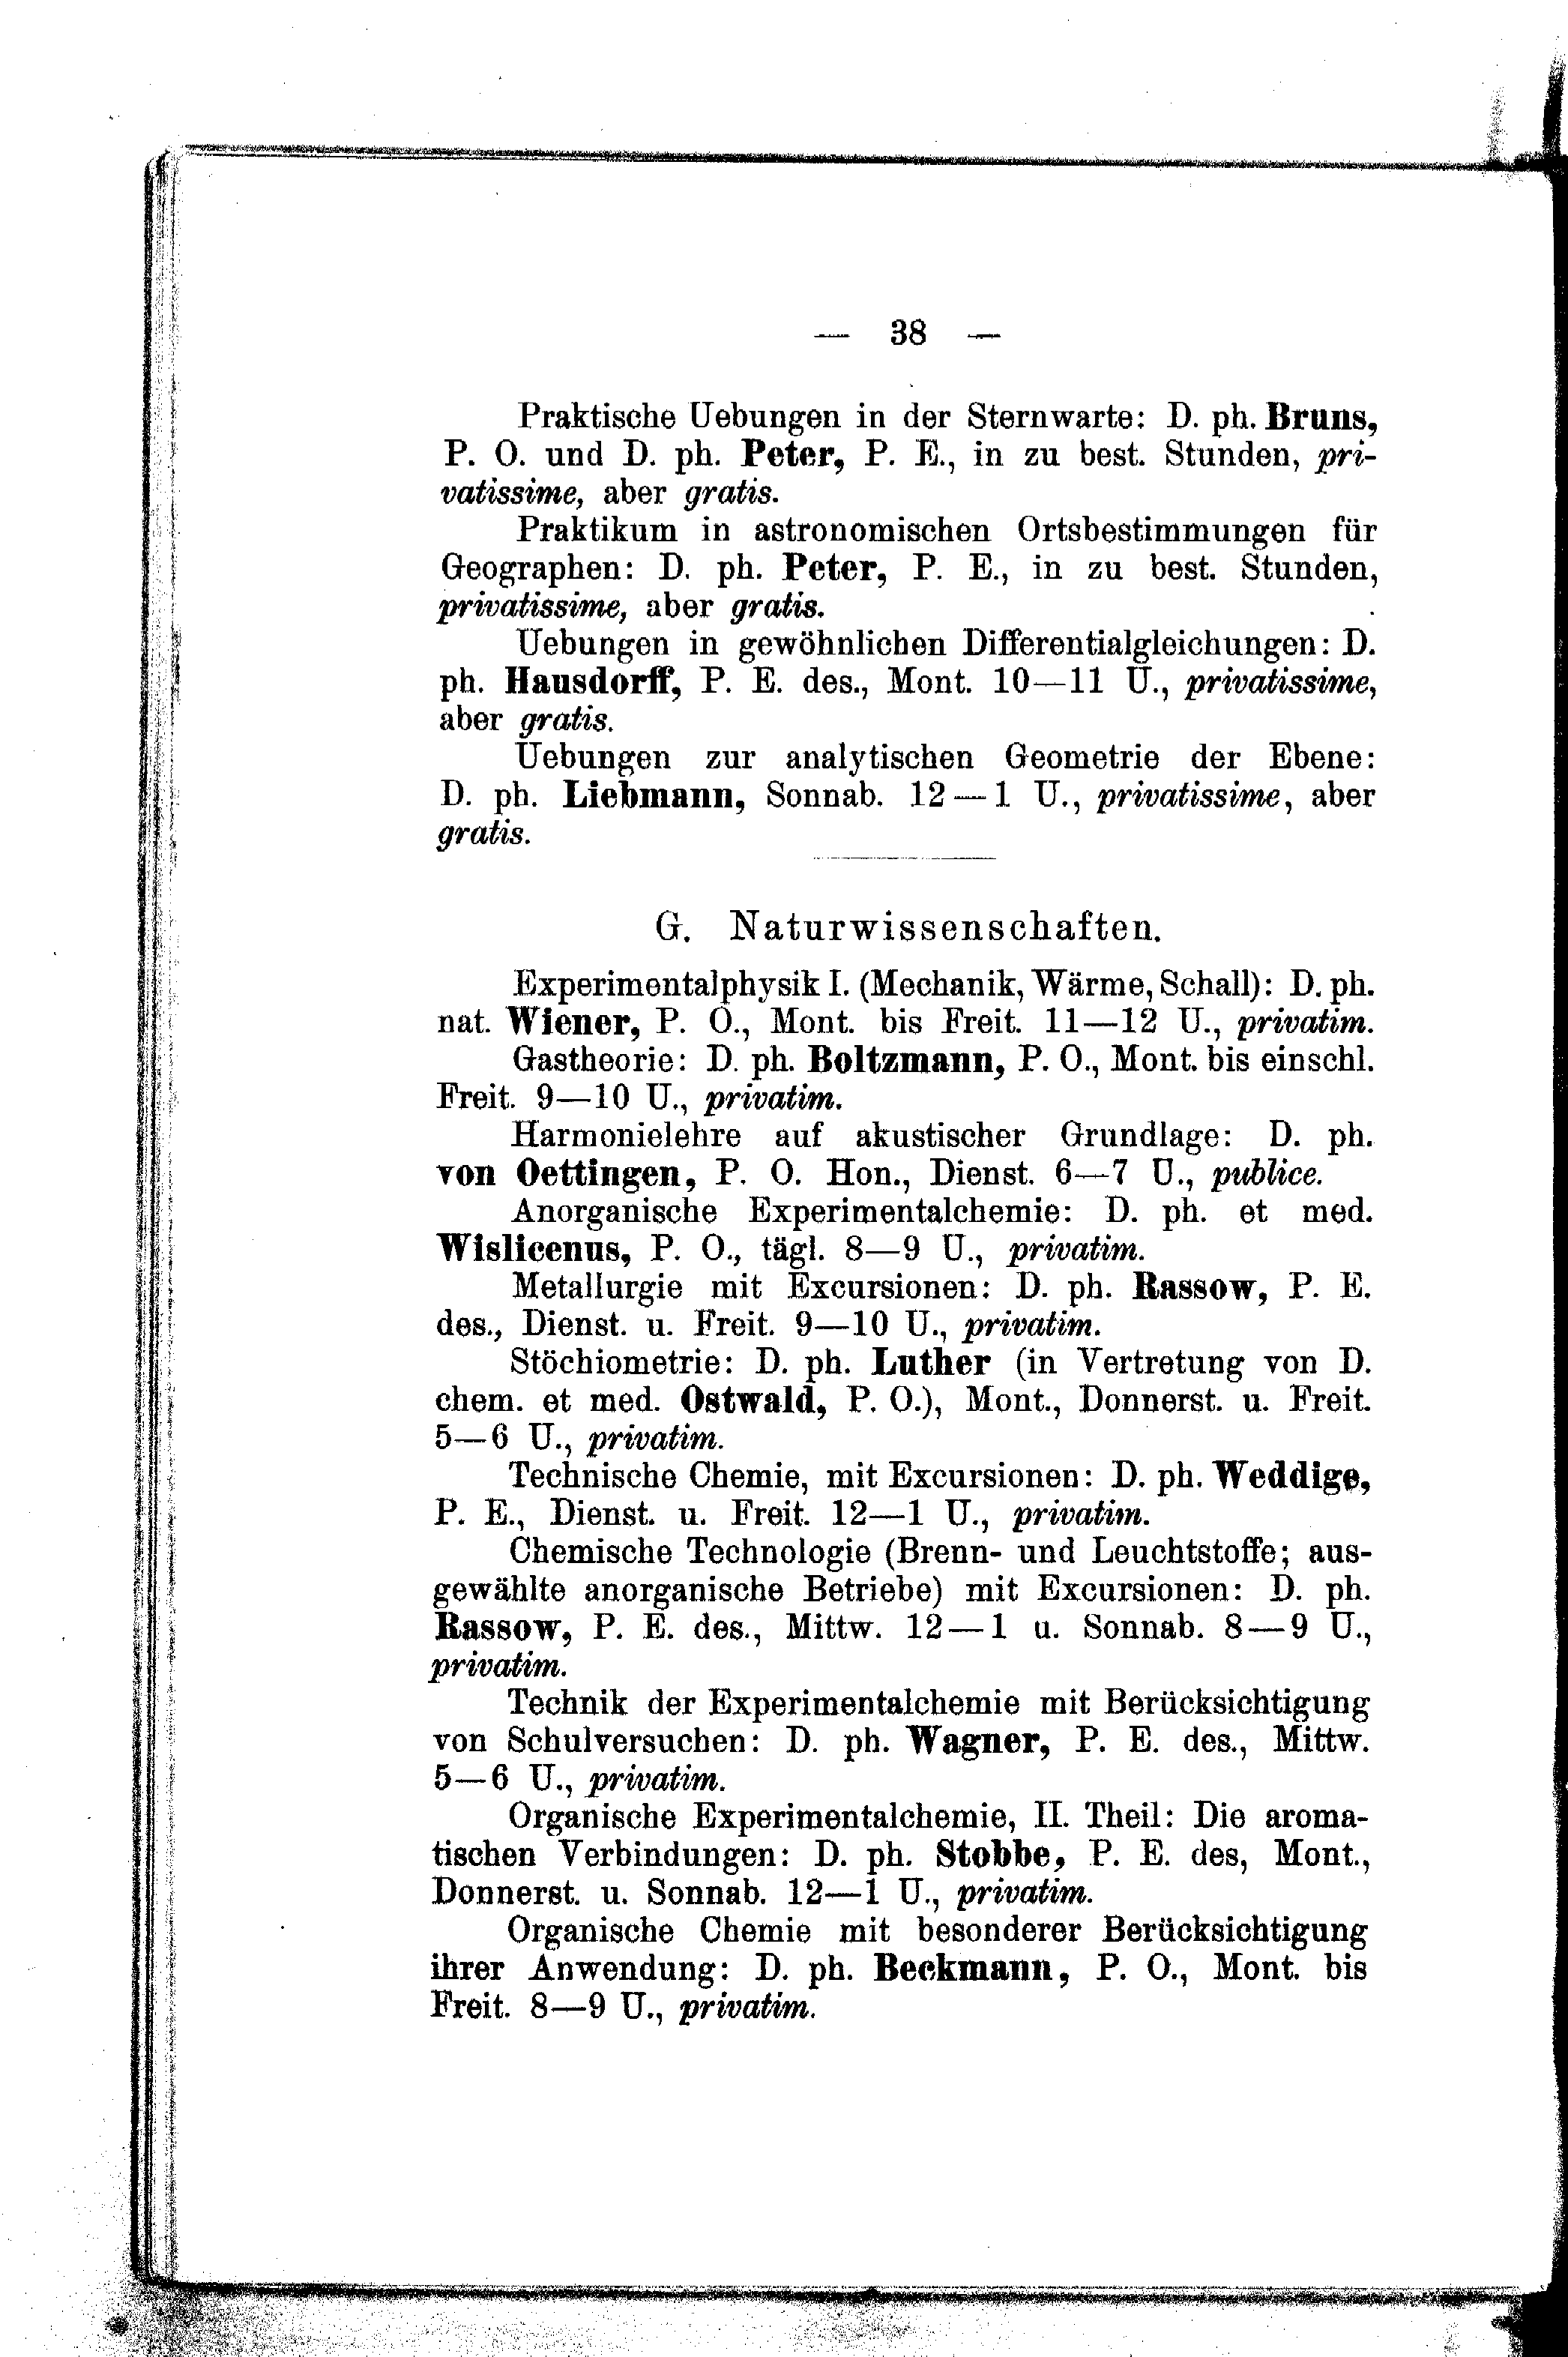 — 38 —
Praktische Uebungen in der Sternwarte: D. ph. Bruns,
P. O. und D. ph. Peter, P. E., in zu best. Stunden, pri-
vatissime, aber gratis.
Praktikum in astronomischen Ortsbestimmungen für
Geographen: D. ph. Peter, P. E., in zu best. Stunden,
privatissime, aber gratis.
Uebungen in gewöhnlichen Differentialgleichungen: D.
ph. Hausdorff, P. E. des., Mont. 10—11 U., privatissime,
aber gratis.
Uebungen zur analytischen Geometrie der Ebene:
D. ph. Liebmann, Sonnab. 12—1 U., privatissime, aber
gratis.
G. Naturwissenschaften.
Experimentalphysik I. (Mechanik, Wärme, Schall): D. ph.
nat. Wiener, P. O., Mont. bis Freit. 11—12 U., privatim.
Gastheorie: D. ph. Boltzmann, P. O., Mont. bis einschl.
Freit. 9—10 U., privatim.
Harmonielehre auf akustischer Grundlage: D. ph.
von Oettingen, P. O. Hon., Dienst. 6—7 U., publice.
Anorganische Experimentalchemie: D. ph. et med.
Wislicenus, P. O., tägl. 8—9 U., privatim.
Metallurgie mit Excursionen: D. ph. Rassow, P. E.
des., Dienst. u. Freit. 9—10 U., privatim.
Stöchiometrie: D. ph. Luther (in Vertretung von D.
chem. et med. Ostwald, P. O.), Mont., Donnerst. u. Freit.
5—6 U., privatim.
Technische Chemie, mit Excursionen: D. ph. Weddige,
P. E., Dienst. u. Freit. 12—1 U., privatim.
Chemische Technologie (Brenn- und Leuchtstoffe; aus-
gewählte anorganische Betriebe) mit Excursionen: D. ph.
Rassow, P. E. des., Mittw. 12—1 u. Sonnab. 8—9 U.,
privatim.
Technik der Experimentalchemie mit Berücksichtigung
von Schulversuchen: D. ph. Wagner, P. E. des., Mittw.
5—6 U., privatim.
Organische Experimentalchemie, II. Theil: Die aroma-
tischen Verbindungen: D. ph. Stobbe, P. E. des, Mont.,
Donnerst. u. Sonnab. 12—1 U., privatim.
Organische Chemie mit besonderer Berücksichtigung
ihrer Anwendung: D. ph. Beckmann, P. O., Mont. bis
Freit. 8—9 U., privatim.